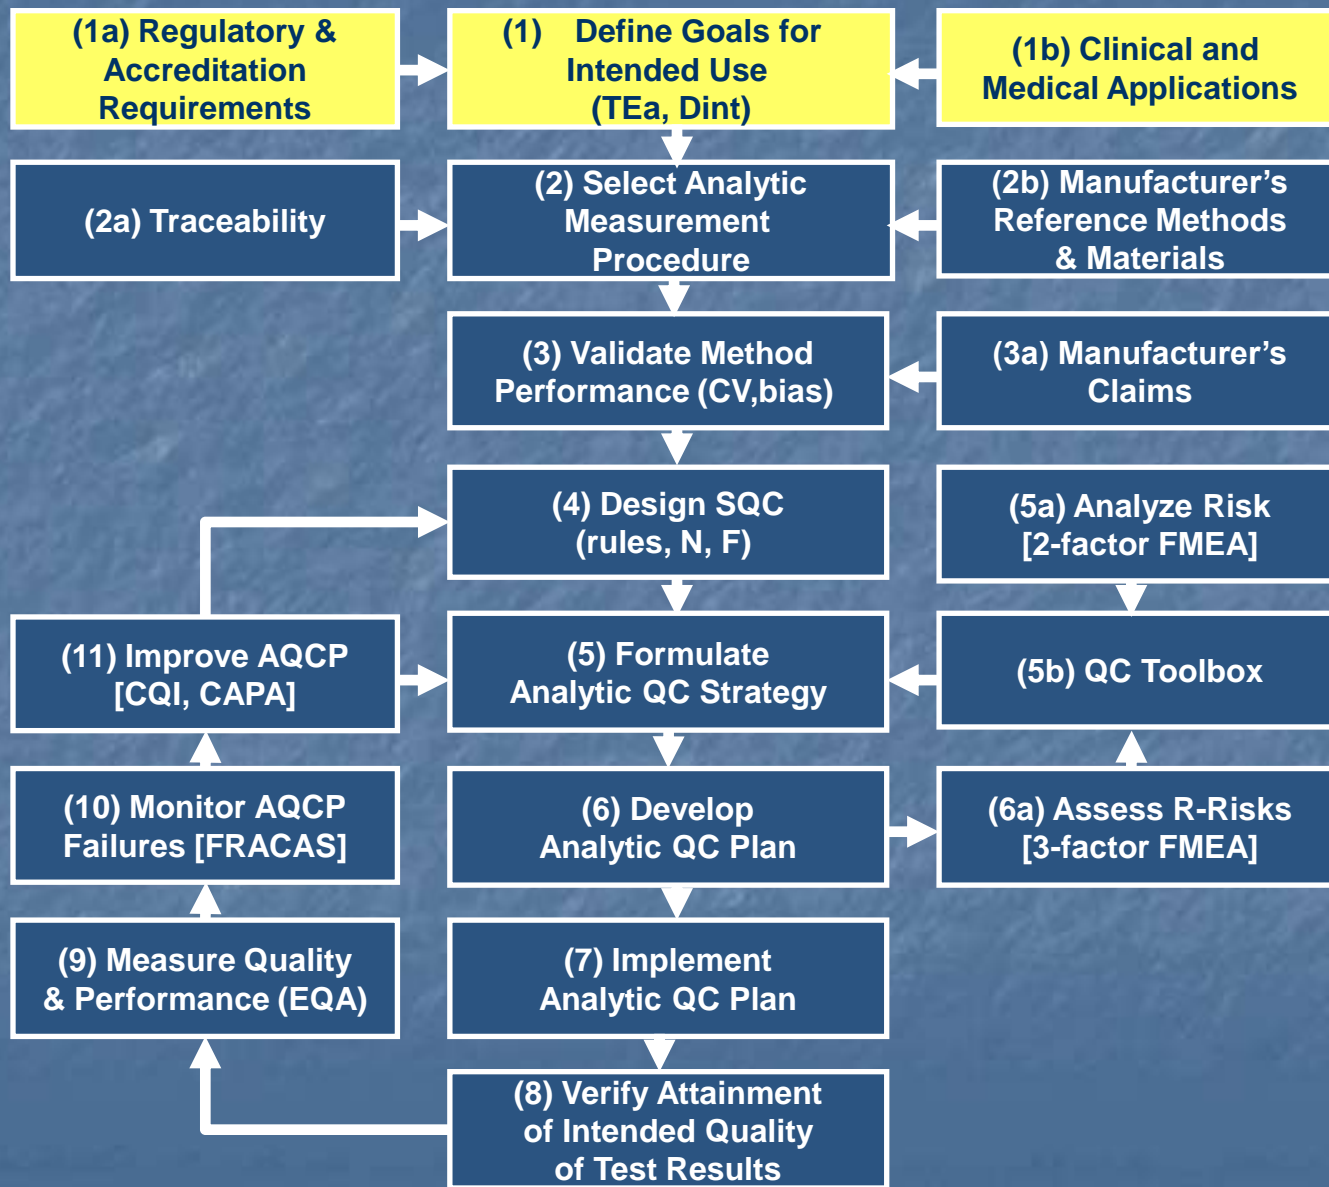 (1a) Regulatory &
Accreditation
Requirements
(1) Define Goals for
Intended Use
(TEa, Dint)
(1b) Clinical and
Medical Applications
(2a) Traceability
(2) Select Analytic
Measurement
Procedure
(2b) Manufacturer’s
Reference Methods
& Materials
(3) Validate Method
Performance (CV,bias)
(3a) Manufacturer’s
Claims
(4) Design SQC
(rules, N, F)
(5a) Analyze Risk
[2-factor FMEA]
(11) Improve AQCP
[CQI, CAPA]
(5) Formulate
Analytic QC Strategy
(5b) QC Toolbox
(10) Monitor AQCP
Failures [FRACAS]
(6) Develop
Analytic QC Plan
(6a) Assess R-Risks
[3-factor FMEA]
(9) Measure Quality
& Performance (EQA)
(7) Implement
Analytic QC Plan
(8) Verify Attainment
of Intended Quality
of Test Results